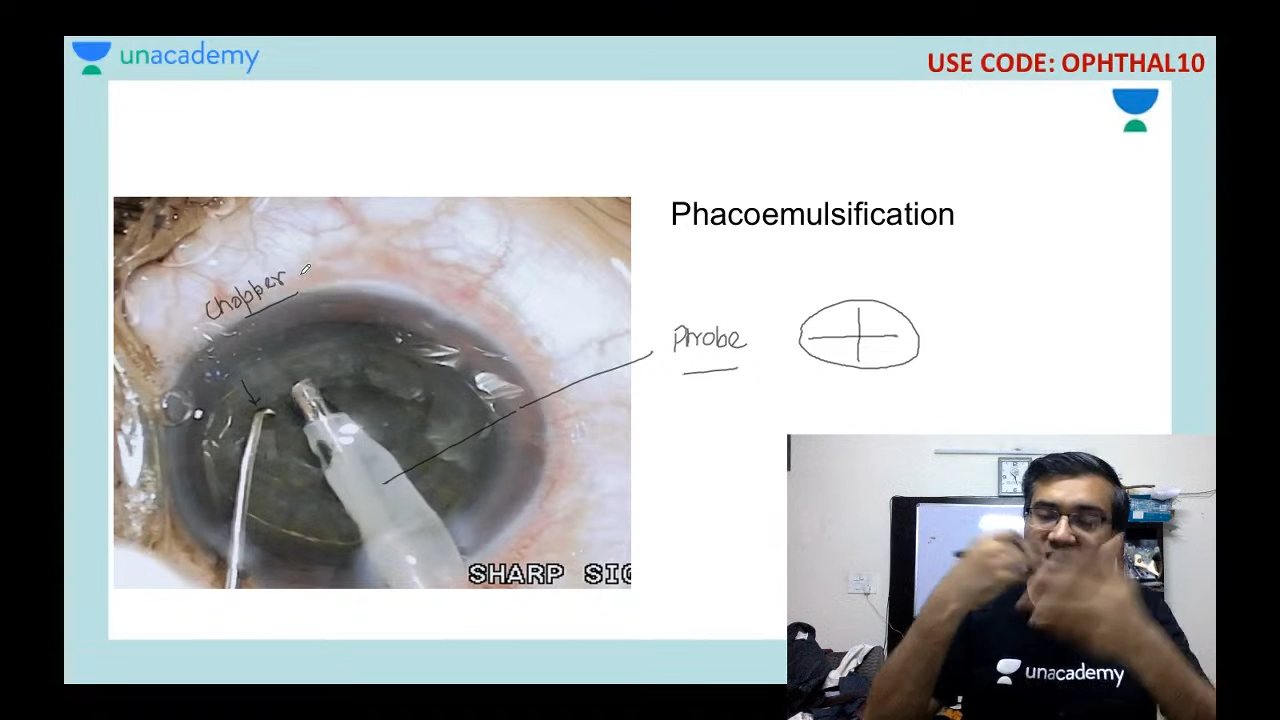 unacademy
USE CODE: OPHTHAL10
Phacoemulsification
Chopper
Probe
SHARP SIG
unacademy